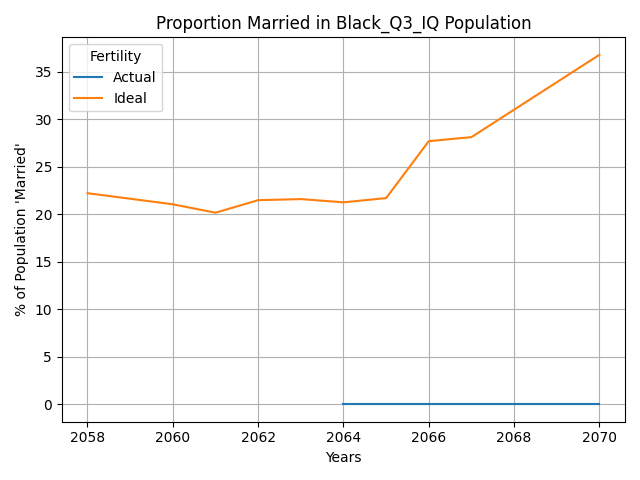 Proportion Married in Black_Q3_IQ Population
Fertility
Actual
Ideal
% of Population 'Married'
35
30
25
20
15
10
5
0
2058 2060 2062 2064 2066 2068 2070
Years